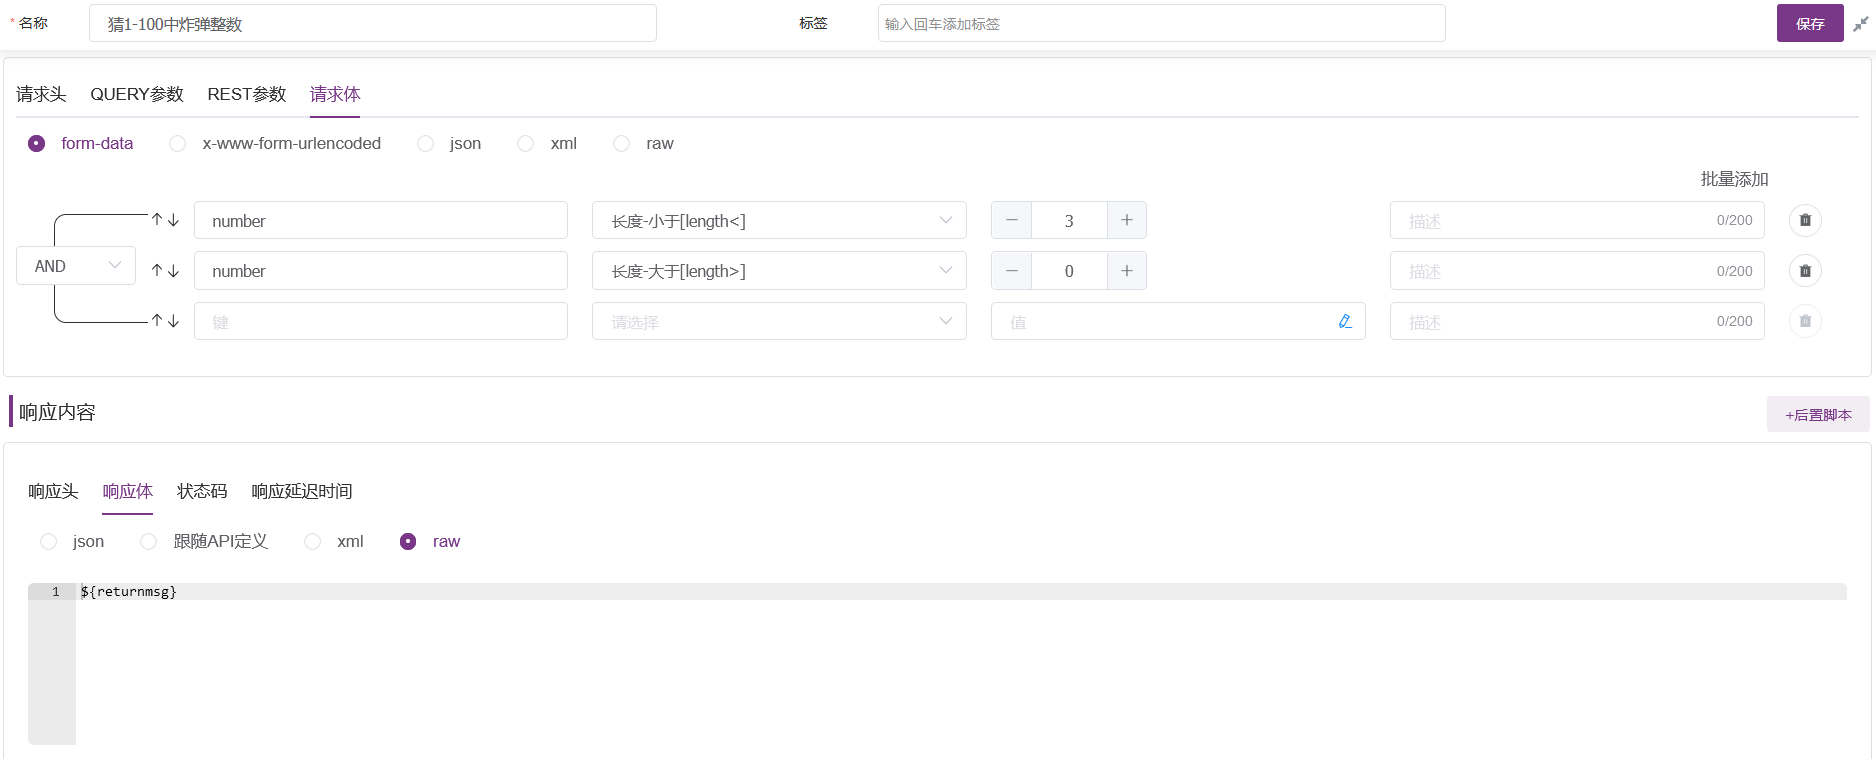 * 名称 猜1-100中炸弹整数 标签 输入回车添加标签 保存
请求头 QUERY参数 REST参数 请求体
form-data x-www-form-urlencoded json xml raw
批量添加
number 长度-小于[length<] 3 描述 0/200
AND
number 长度-大于[length>] 0 描述 0/200
键 请选择 值 描述 0/200
响应内容 +后置脚本
响应头 响应体 状态码 响应延迟时间
json 跟随API定义 xml raw
1 ${returnmsg}